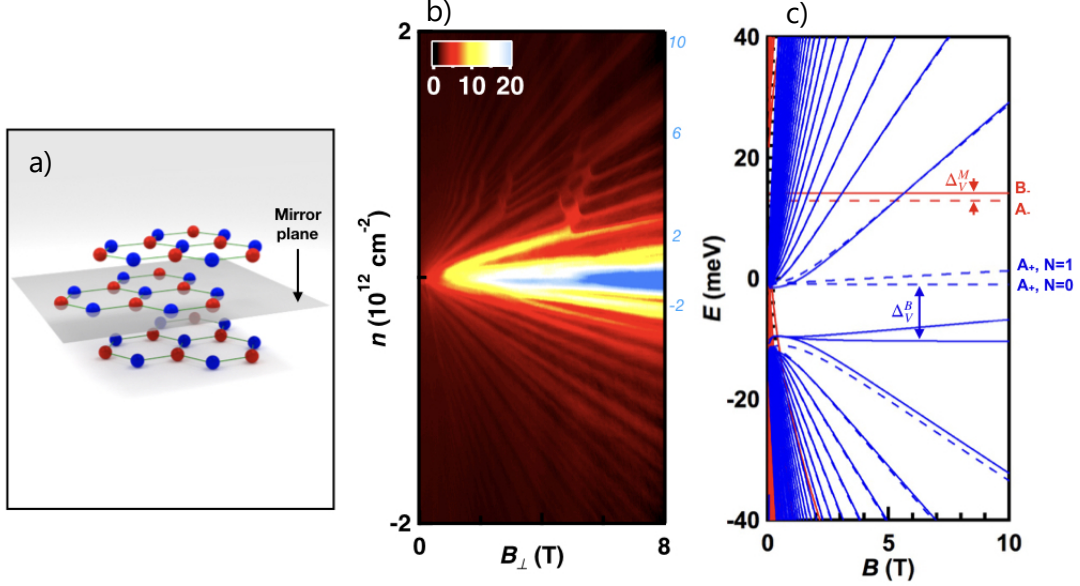 a)
Mirror
plane
b)
2
-2
0
8
n (10¹² cm⁻²)
B⊥ (T)
0 10 20
10
6
2
-2
c)
40
20
0
-20
-40
E (meV)
0
5
10
B (T)
Δ_V^M
B-
A-
A+, N=1
A+, N=0
Δ_V^B